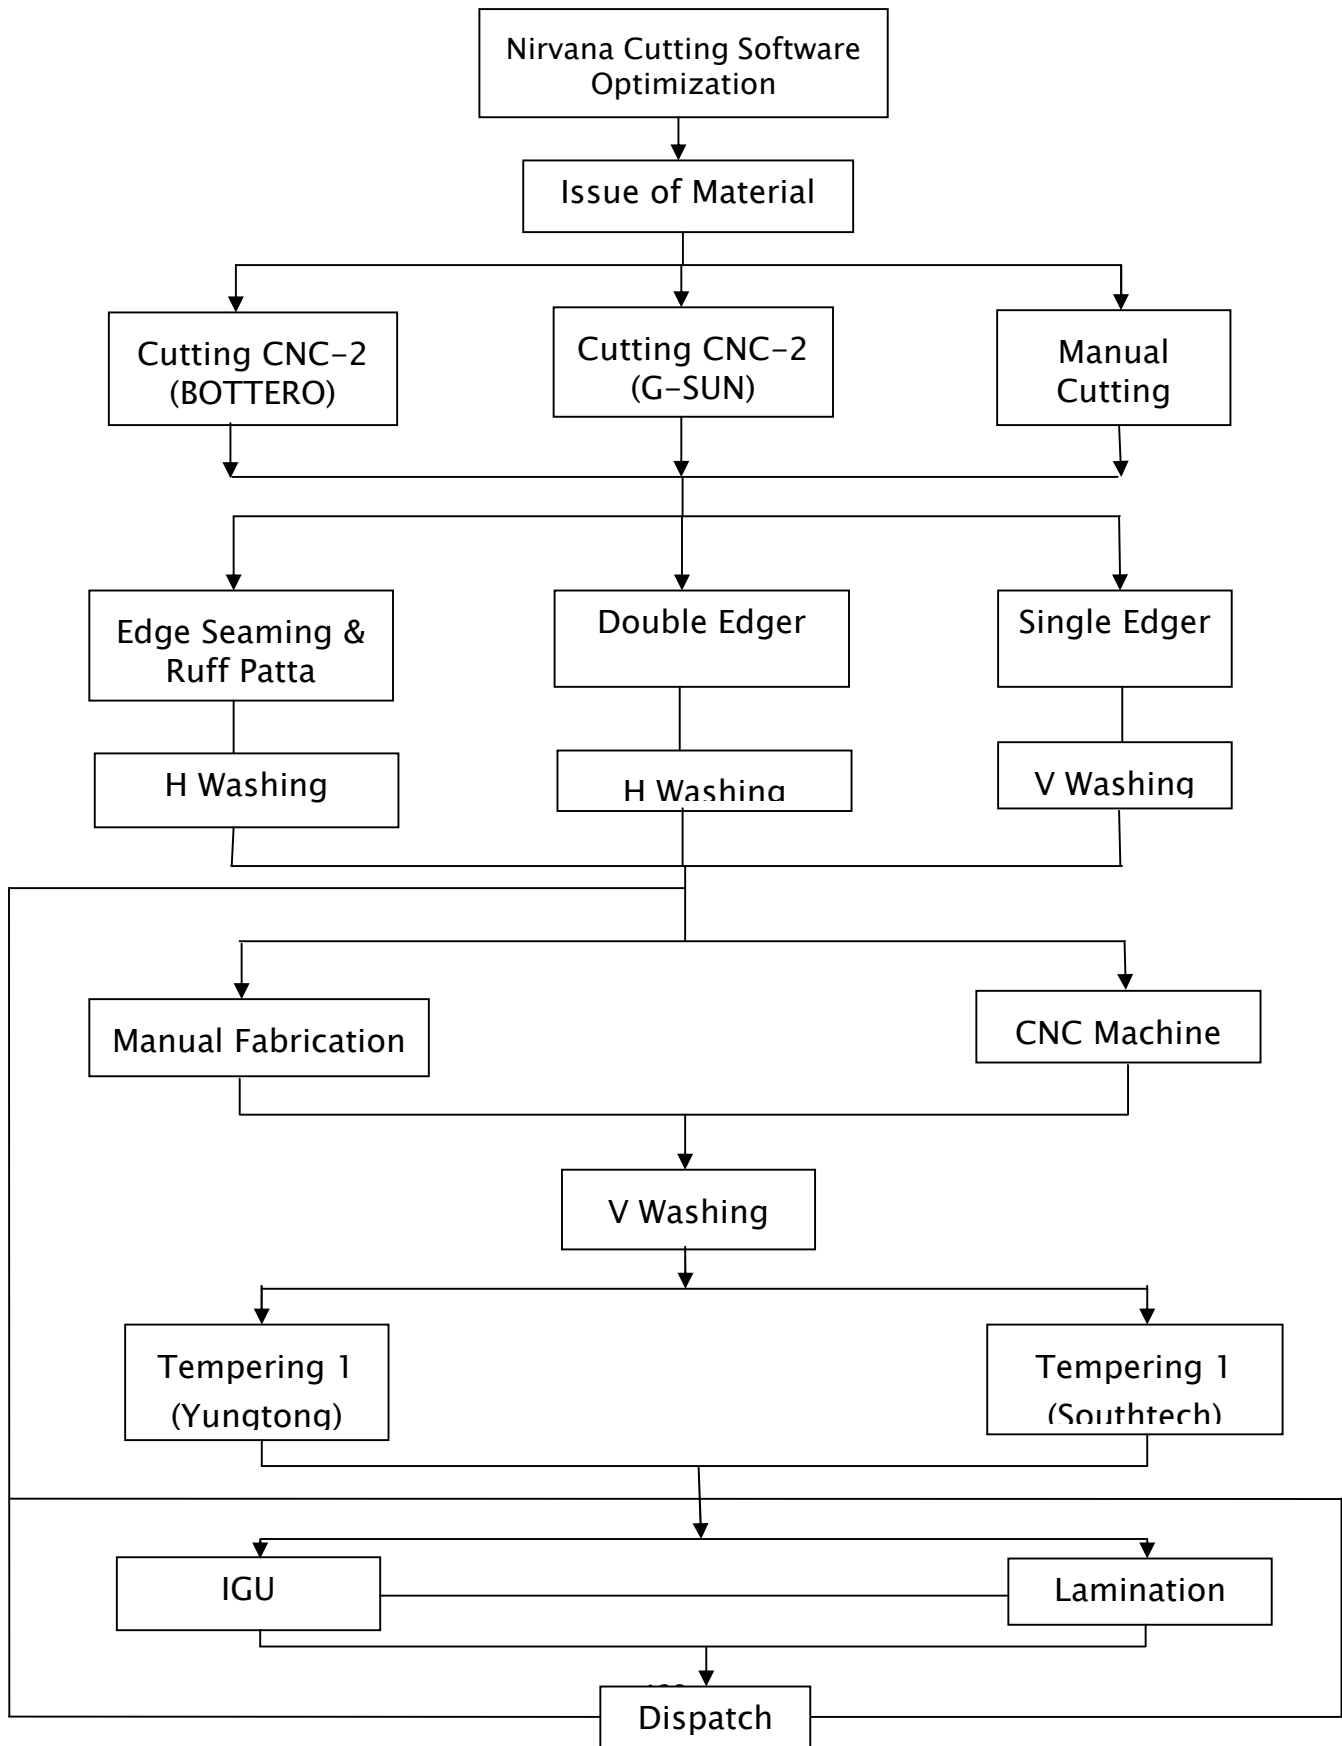 Nirvana Cutting Software
Optimization
Issue of Material
Cutting CNC-2
(BOTTERO)
Cutting CNC-2
(G-SUN)
Manual
Cutting
Edge Seaming &
Ruff Patta
Double Edger
Single Edger
H Washing
H Washing
V Washing
Manual Fabrication
CNC Machine
V Washing
Tempering 1
(Yungtong)
Tempering 1
(Southtech)
IGU
Lamination
Dispatch